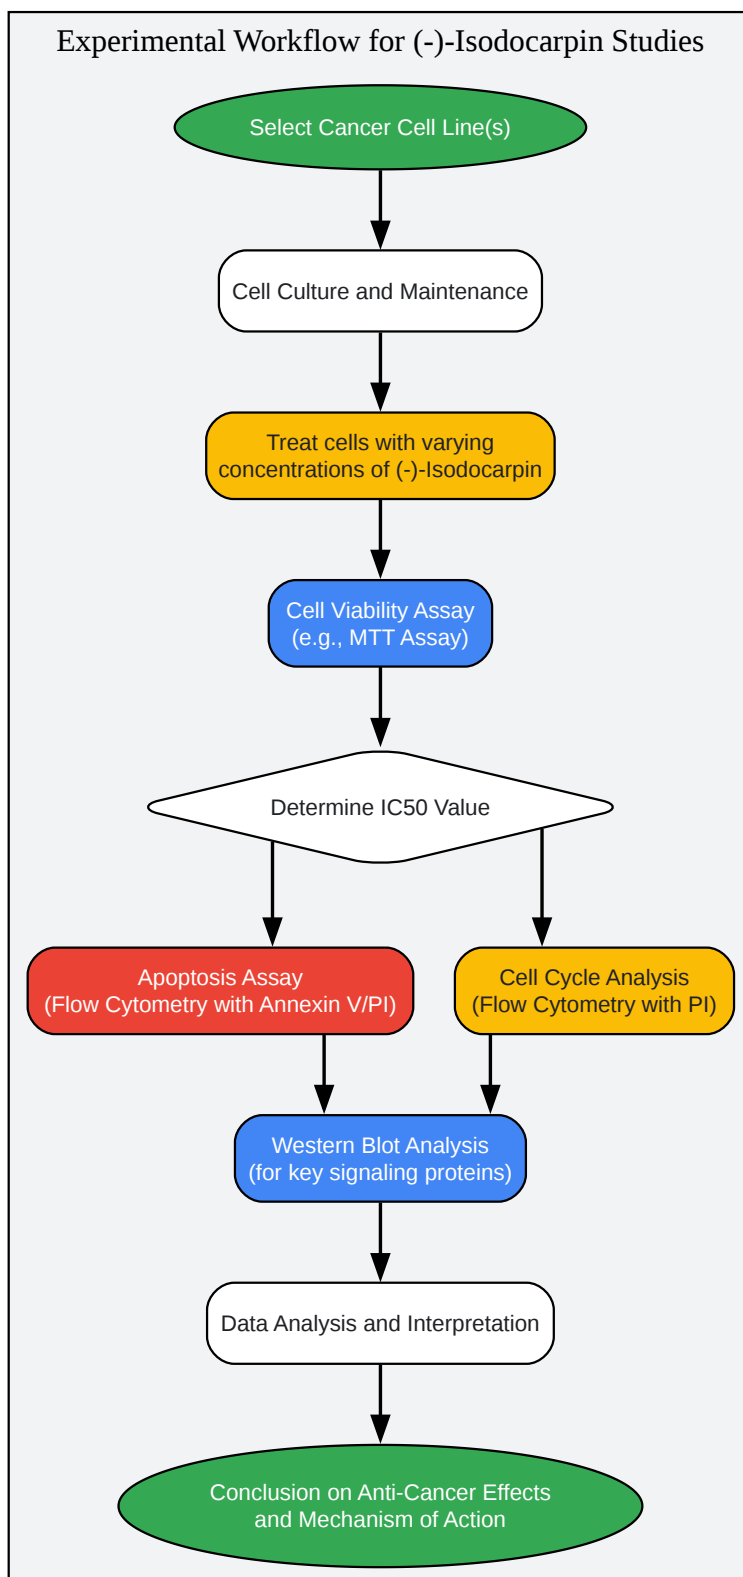 Experimental Workflow for (-)-Isodocarpin Studies
Select Cancer Cell Line(s)
Cell Culture and Maintenance
Treat cells with varying
concentrations of (-)-Isodocarpin
Cell Viability Assay
(e.g., MTT Assay)
Determine IC50 Value
Apoptosis Assay
(Flow Cytometry with Annexin V/PI)
Cell Cycle Analysis
(Flow Cytometry with PI)
Western Blot Analysis
(for key signaling proteins)
Data Analysis and Interpretation
Conclusion on Anti-Cancer Effects
and Mechanism of Action